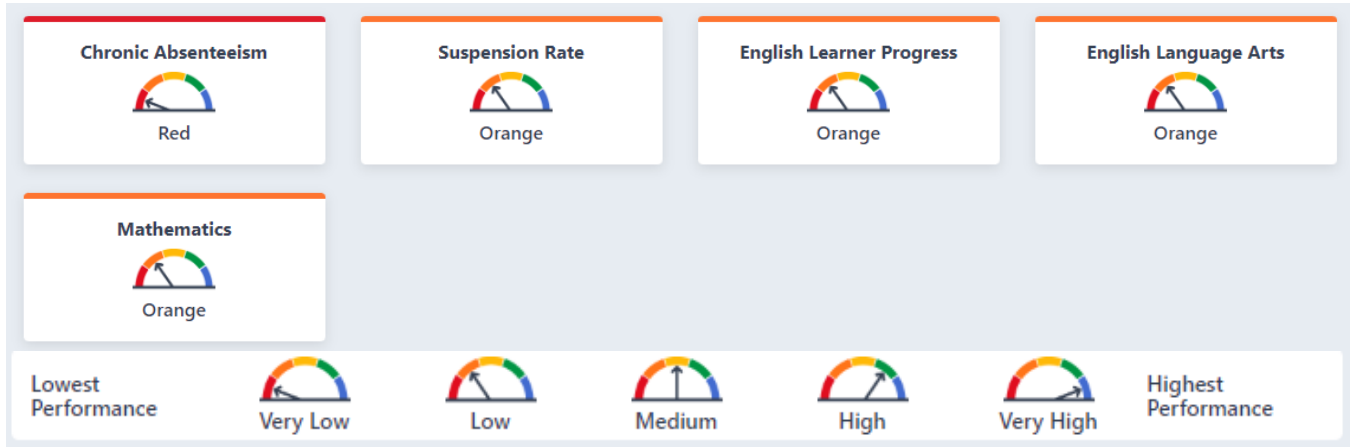 Chronic Absenteeism
Red
Suspension Rate
Orange
English Learner Progress
Orange
English Language Arts
Orange
Mathematics
Orange
Lowest
Performance
Very Low
Low
Medium
High
Very High
Highest
Performance